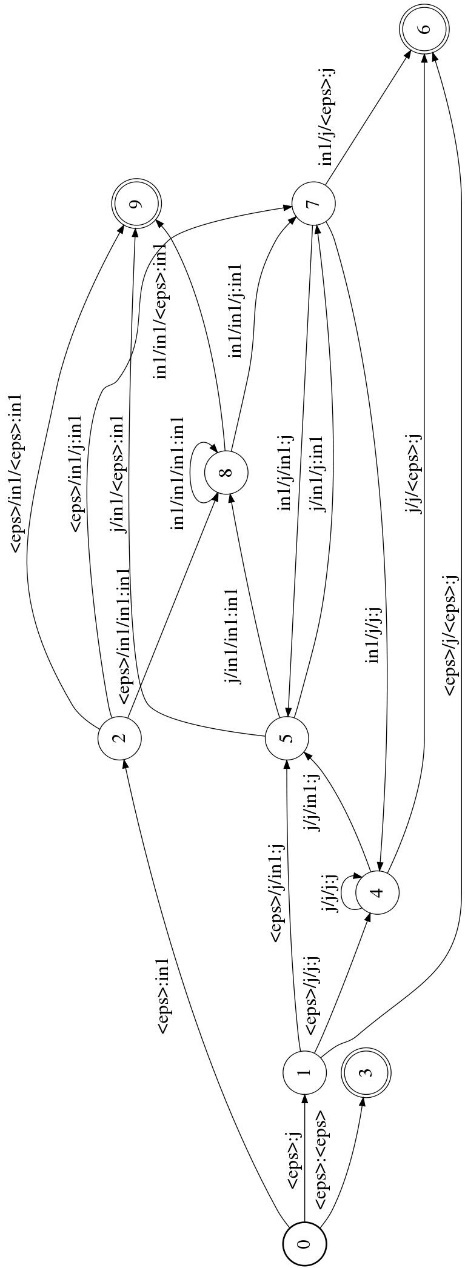 0
<eps>:j
<eps>:<eps>
<eps>:in1
1
3
<eps>/j/j:j
<eps>/j/in1:j
<eps>/j/<eps>:j
2
<eps>/in1/<eps>:in1
<eps>/in1/j:in1
<eps>/in1/in1:in1
4
j/j/j:j
j/j/in1:j
j/j/<eps>:j
5
j/in1/<eps>:in1
j/in1/in1:in1
j/in1/j:in1
8
in1/in1/in1:in1
in1/in1/<eps>:in1
in1/in1/j:in1
7
in1/j/in1:j
in1/j/j:j
in1/j/<eps>:j
9
6